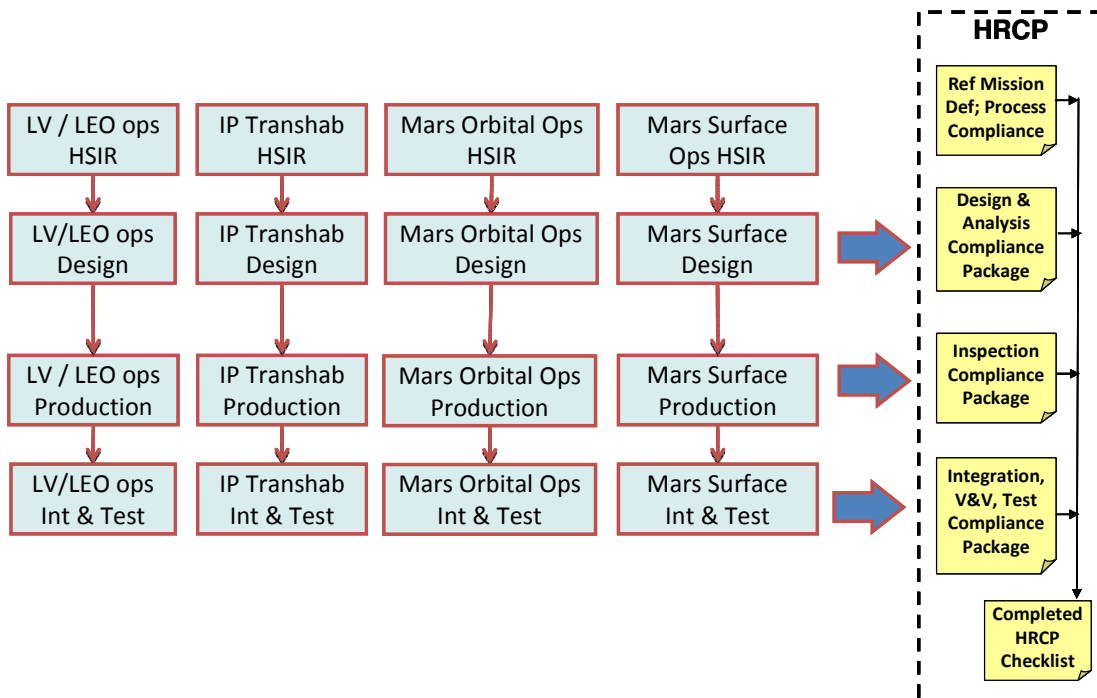 HRCP
LV / LEO ops
HSIR
IP Transhab
HSIR
Mars Orbital Ops
HSIR
Mars Surface
Ops HSIR
Ref Mission
Def; Process
Compliance
LV/LEO ops
Design
IP Transhab
Design
Mars Orbital Ops
Design
Mars Surface
Design
Design &
Analysis
Compliance
Package
LV / LEO ops
Production
IP Transhab
Production
Mars Orbital Ops
Production
Mars Surface
Production
Inspection
Compliance
Package
LV/LEO ops
Int & Test
IP Transhab
Int & Test
Mars Orbital Ops
Int & Test
Mars Surface
Int & Test
Integration,
V&V, Test
Compliance
Package
Completed
HRCP
Checklist